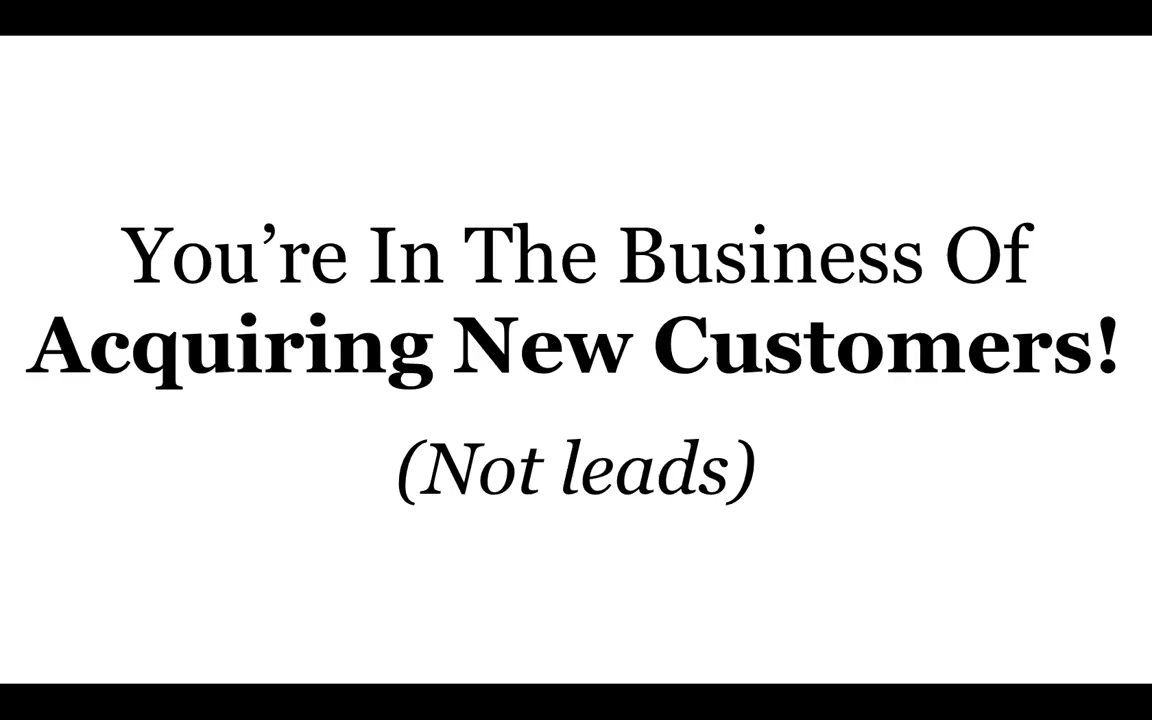 You’re In The Business Of
Acquiring New Customers!
(Not leads)